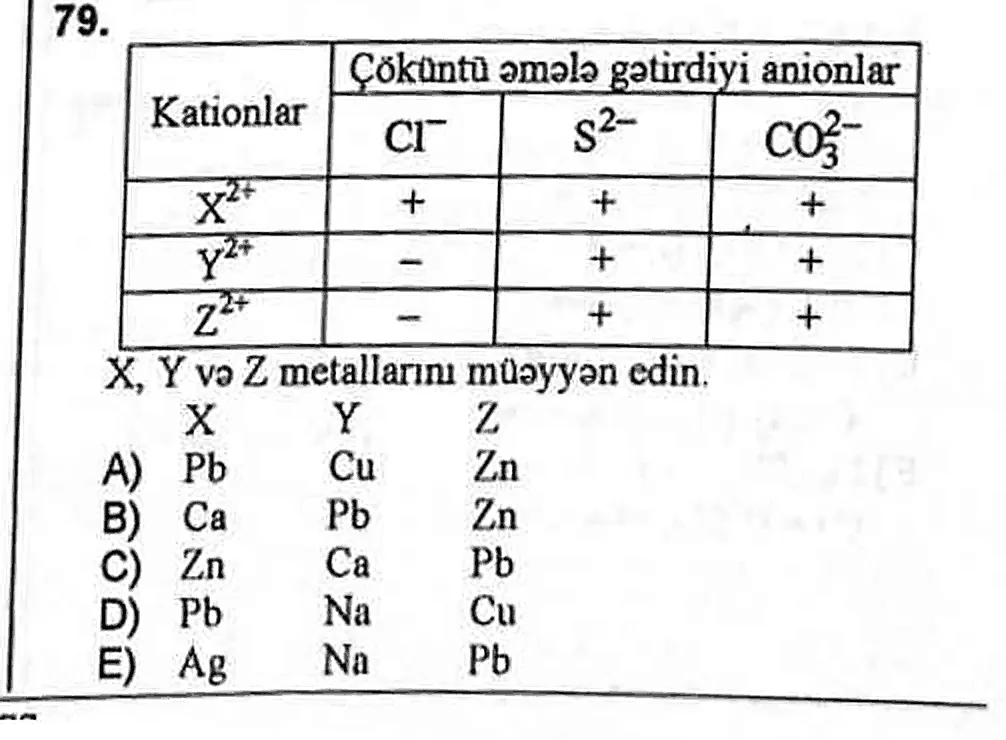 79.
Kationlar
Çöküntü əmələ gətirdiyi anionlar
Cl⁻ S²⁻ CO₃²⁻
X²⁺ + + +
Y²⁺ − + +
Z²⁺ − + +
X, Y və Z metallarını müəyyən edin.
X Y Z
A) Pb Cu Zn
B) Ca Pb Zn
C) Zn Ca Pb
D) Pb Na Cu
E) Ag Na Pb